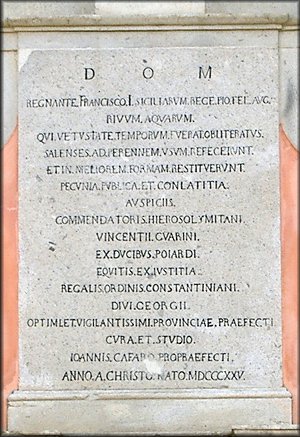 D O M
REGNANTE.FRANCISCO.I.SICILIARUM.REGE.PIO.FEL.AUG.
RIVUM.AQUARUM.
QUI.VETUSTATE.TEMPORUM.FUERAT.OBLITERATUS.
SALENSES.AD.PERENNEM.USUM.REFECERUNT.
ET.IN.MELIOREM.FORMAM.RESTITUERUNT.
PECUNIA.PUBLICA.ET.CONLATITIA.
AUSPICIIS
COMMENDATORIS.HIEROSOLYMITANI.
VINCENTII.GUARINI.
EX.DUCIBUS.POIARDI.
EQUITIS.EX.IUSTITIA.
REGALIS.ORDINIS.CONSTANTINIANI.
DIVI.GEORGII.
OPTIMI.ET.VIGILANTISSIMI.PROVINCIAE.PRAEFECTI.
CURA.ET.STUDIO.
IOANNIS.CAFARO.PROPRAEFECTI.
ANNO.A.CHRISTO.NATO.MDCCCXXV.